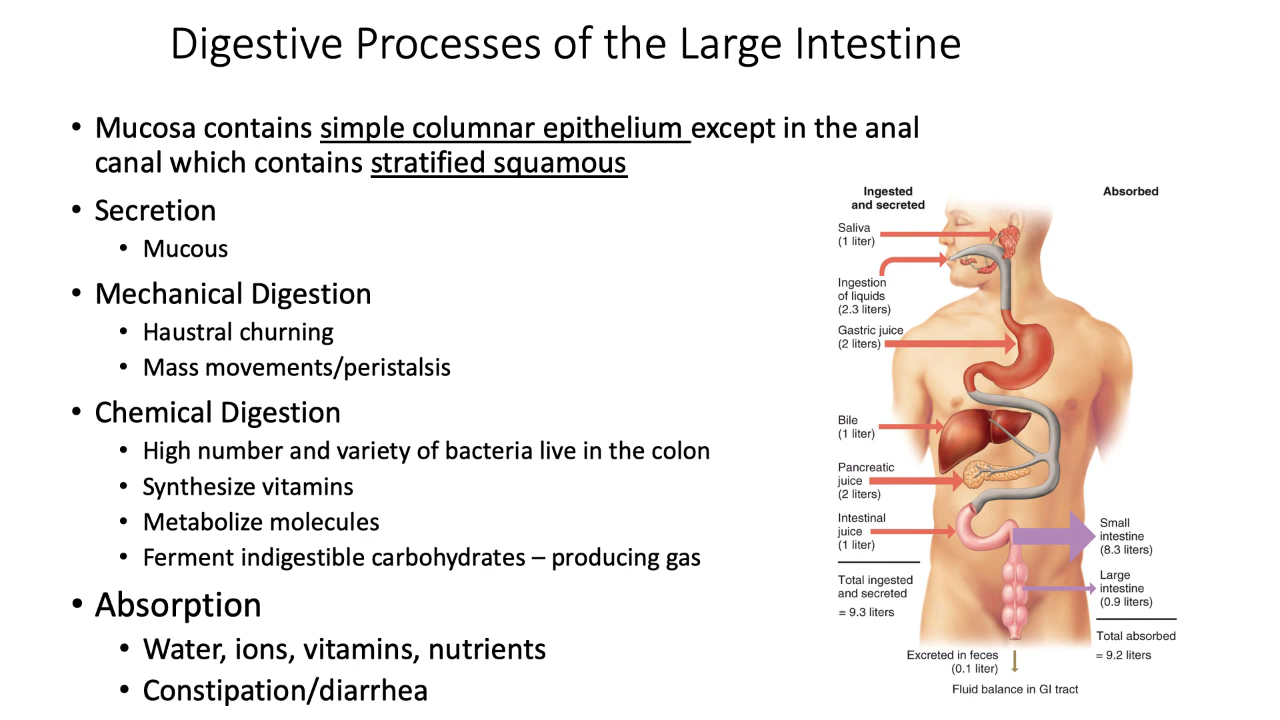 Digestive Processes of the Large Intestine
• Mucosa contains simple columnar epithelium except in the anal
canal which contains stratified squamous
• Secretion
• Mucous
• Mechanical Digestion
• Haustral churning
• Mass movements/peristalsis
• Chemical Digestion
• High number and variety of bacteria live in the colon
• Synthesize vitamins
• Metabolize molecules
• Ferment indigestible carbohydrates – producing gas
• Absorption
• Water, ions, vitamins, nutrients
• Constipation/diarrhea
Ingested
and secreted
Saliva
(1 liter)
Ingestion
of liquids
(2.3 liters)
Gastric juice
(2 liters)
Bile
(1 liter)
Pancreatic
juice
(2 liters)
Intestinal
juice
(1 liter)
Total ingested
and secreted
= 9.3 liters
Absorbed
Small
intestine
(8.3 liters)
Large
intestine
(0.9 liters)
Total absorbed
= 9.2 liters
Excreted in feces
(0.1 liter)
Fluid balance in GI tract